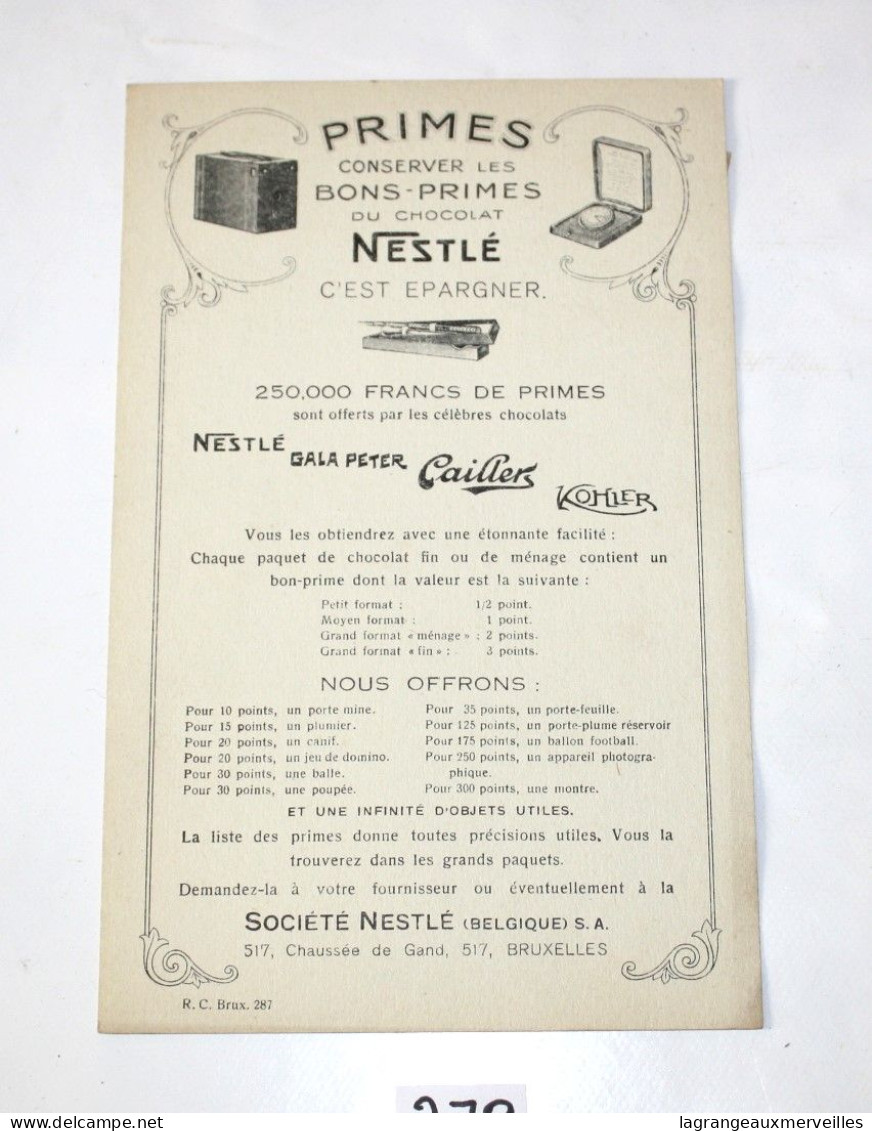 PRIMES
CONSERVER LES
BONS-PRIMES
DU CHOCOLAT
NESTLÉ
C'EST EPARGNER.
250,000 FRANCS DE PRIMES
sont offerts par les célèbres chocolats
NESTLÉ
GALA PETER
Cailler's
KOHLER
Vous les obtiendrez avec une étonnante facilité :
Chaque paquet de chocolat fin ou de ménage contient un
bon-prime dont la valeur est la suivante :
Petit format : 1/2 point.
Moyen format : 1 point.
Grand format « ménage » : 2 points.
Grand format « fin » : 3 points.
NOUS OFFRONS :
Pour 10 points, un porte mine.
Pour 15 points, un plumier.
Pour 20 points, un canif.
Pour 20 points, un jeu de domino.
Pour 30 points, une balle.
Pour 30 points, une poupée.
Pour 35 points, un porte-feuille.
Pour 125 points, un porte-plume réservoir
Pour 175 points, un ballon football.
Pour 250 points, un appareil photogra-
phique.
Pour 300 points, une montre.
ET UNE INFINITÉ D'OBJETS UTILES.
La liste des primes donne toutes précisions utiles. Vous la
trouverez dans les grands paquets.
Demandez-la à votre fournisseur ou éventuellement à la
SOCIÉTÉ NESTLÉ (BELGIQUE) S. A.
517, Chaussée de Gand, 517, BRUXELLES
R. C. Brux. 287
lagrangeauxmerveilles